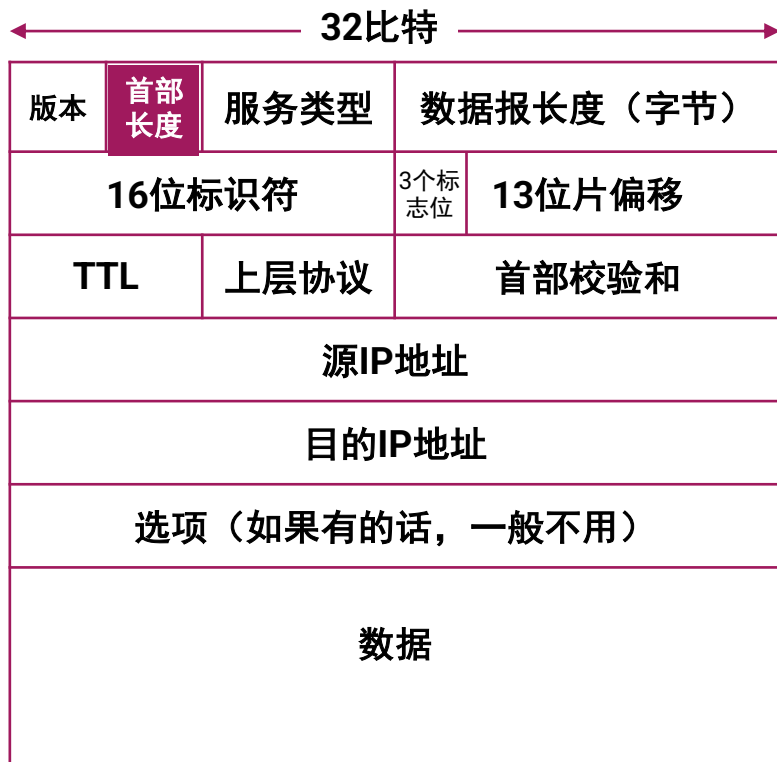 32比特
版本
首部
长度
服务类型
数据报长度（字节）
16位标识符
3个标
志位
13位片偏移
TTL
上层协议
首部校验和
源IP地址
目的IP地址
选项（如果有的话，一般不用）
数据